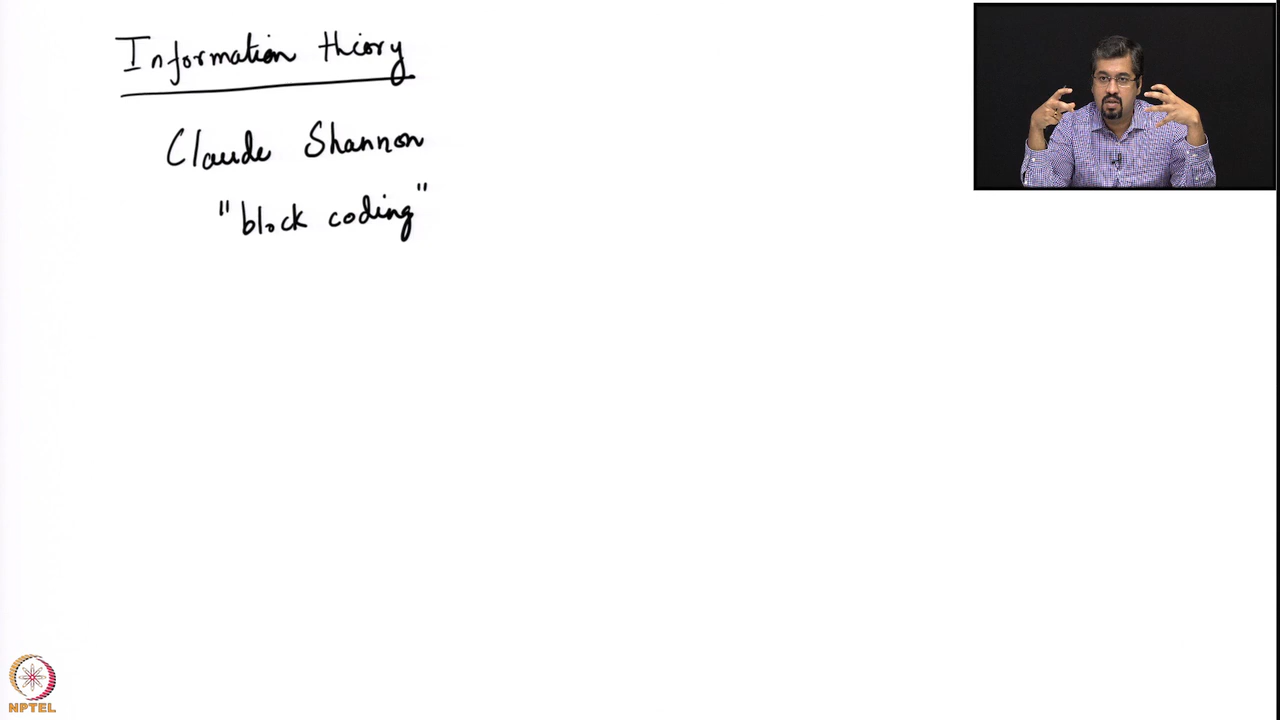 Information theory
Claude Shannon
"block coding"
NPTEL